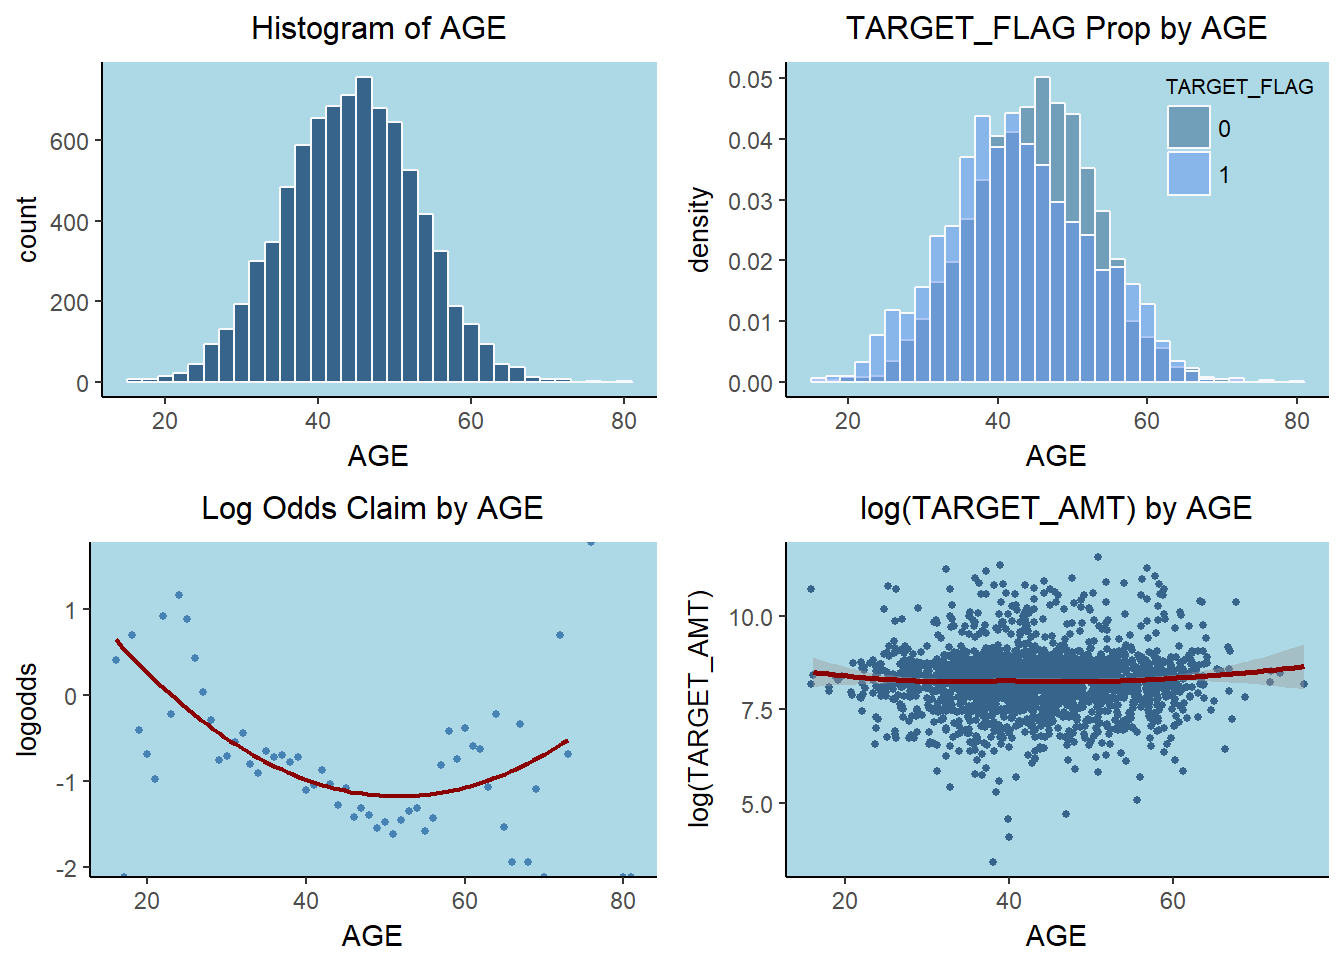 Histogram of AGE
count
600
400
200
0
20 40 60 80
AGE
TARGET_FLAG Prop by AGE
density
0.05
0.04
0.03
0.02
0.01
0.00
TARGET_FLAG
0
1
20 40 60 80
AGE
Log Odds Claim by AGE
logodds
1
0
-1
-2
20 40 60 80
AGE
log(TARGET_AMT) by AGE
log(TARGET_AMT)
10.0
7.5
5.0
20 40 60
AGE